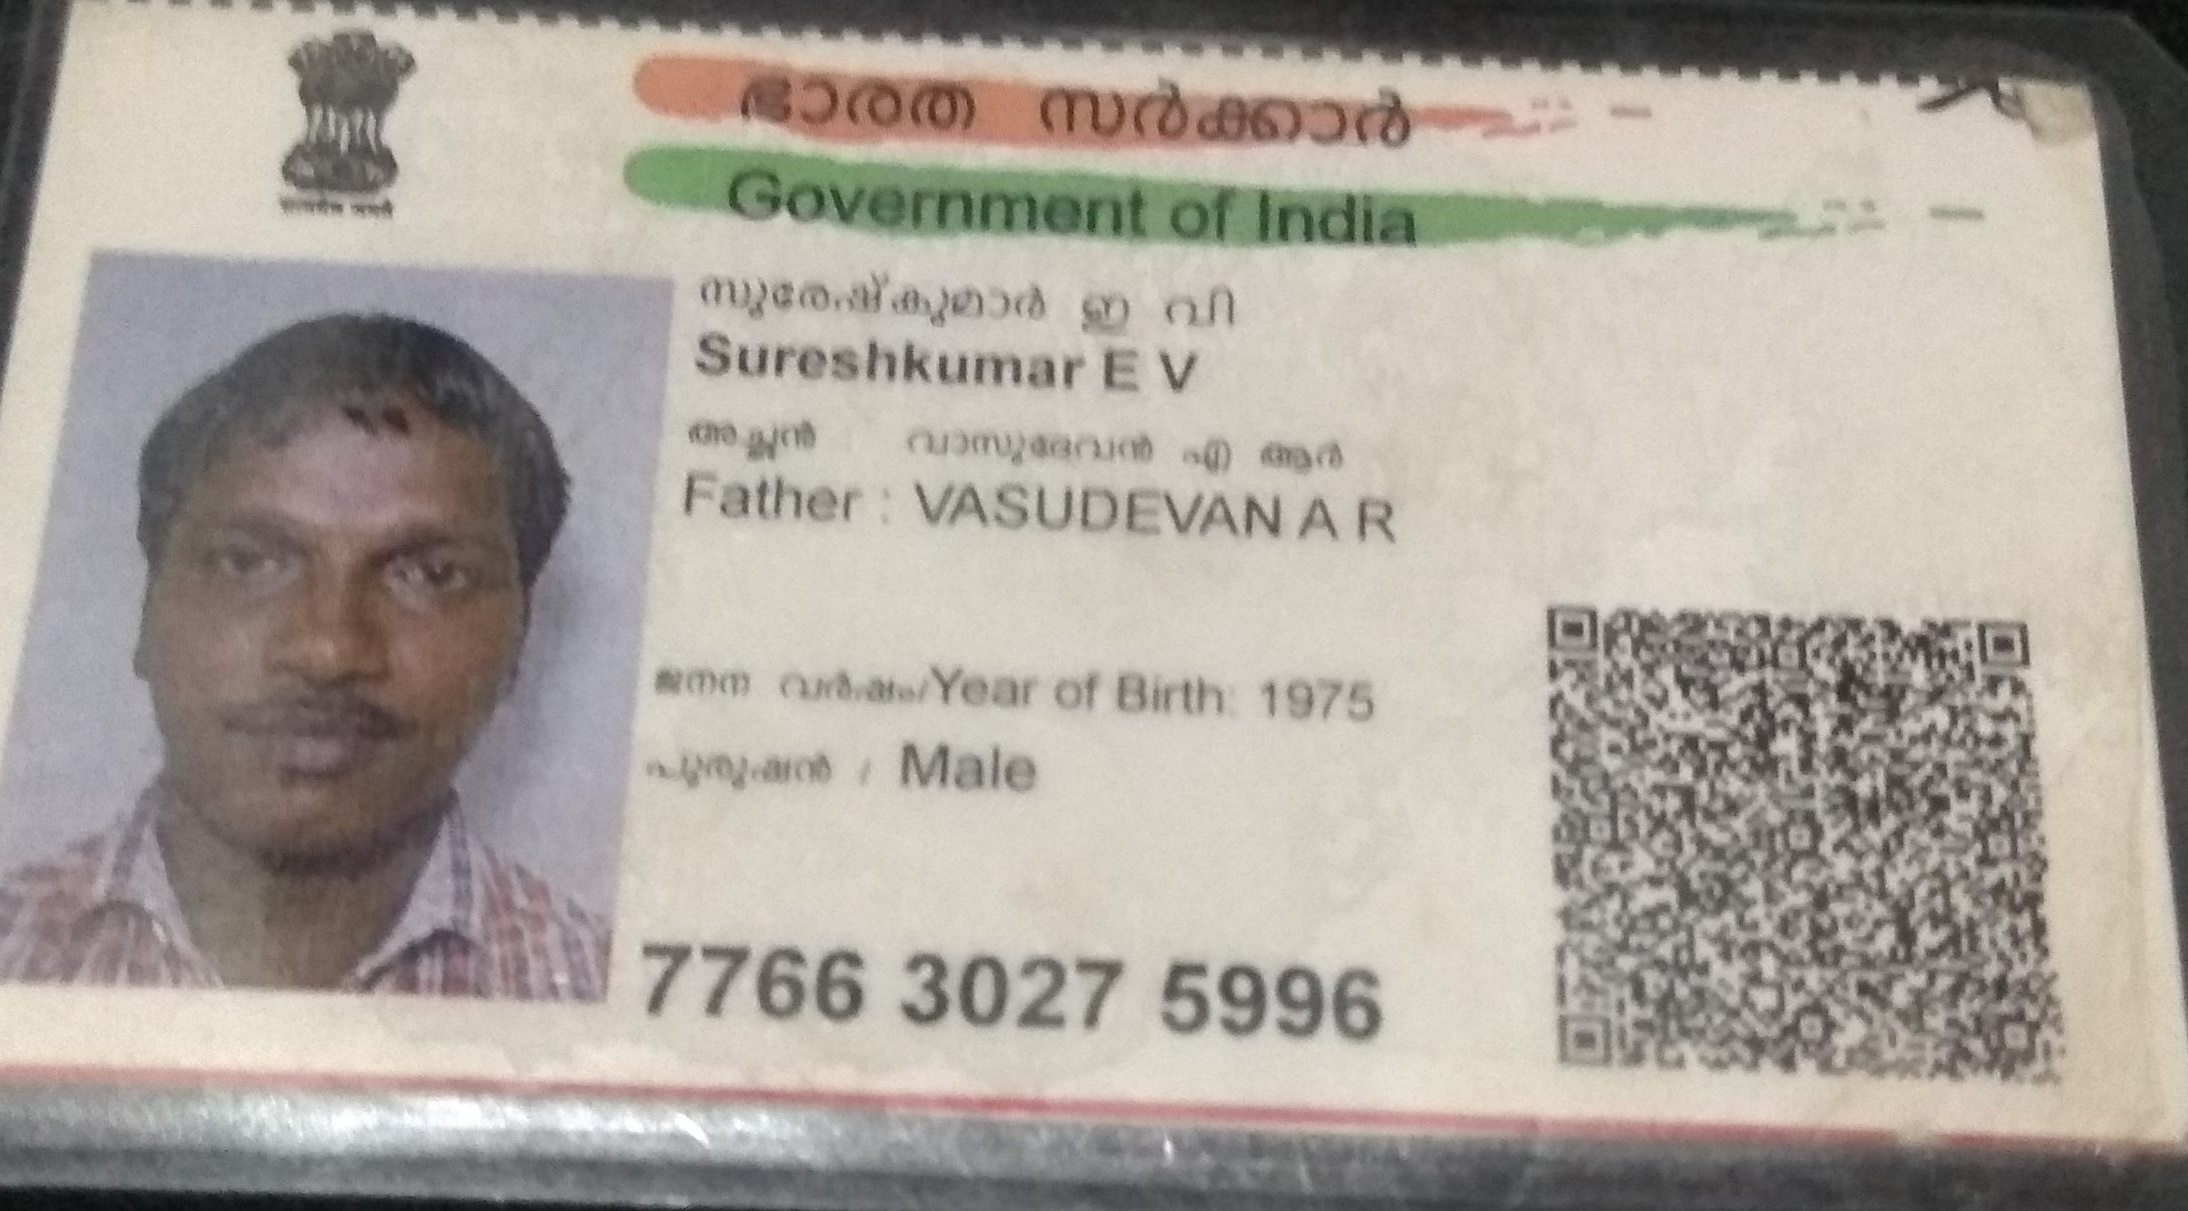 ഭാരത സർക്കാർ
Government of India
സുരേഷ്കുമാർ ഇ വി
Sureshkumar E V
അച്ഛൻ : വാസുദേവൻ എ ആർ
Father : VASUDEVAN A R
ജനന വർഷം/Year of Birth: 1975
പുരുഷൻ / Male
7766 3027 5996